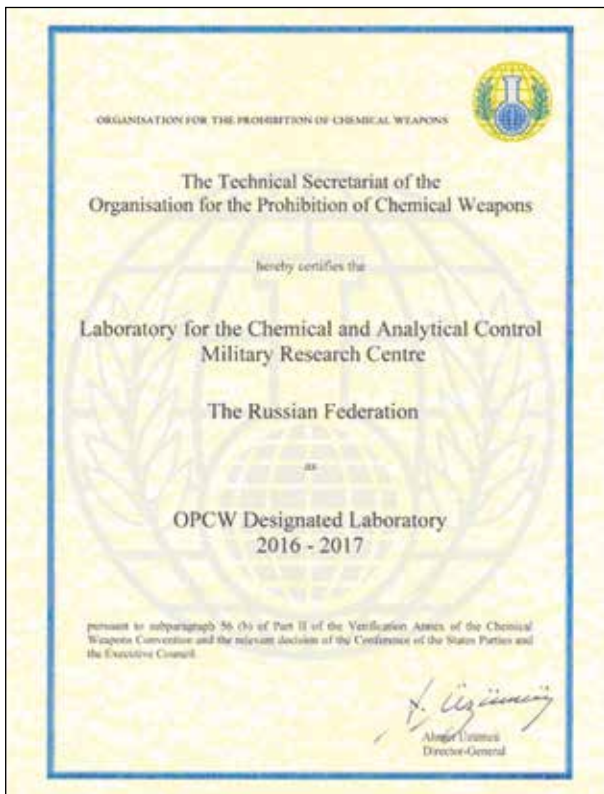 ORGANISATION FOR THE PROHIBITION OF CHEMICAL WEAPONS
The Technical Secretariat of the
Organisation for the Prohibition of Chemical Weapons
hereby certifies the
Laboratory for the Chemical and Analytical Control
Military Research Centre
The Russian Federation
as
OPCW Designated Laboratory
2016 - 2017
pursuant to subparagraph 56 (b) of Part II of the Verification Annex of the Chemical
Weapons Convention and the relevant decision of the Conference of the States Parties and
the Executive Council.
A. Üzümcü
Ahmet Üzümcü
Director-General